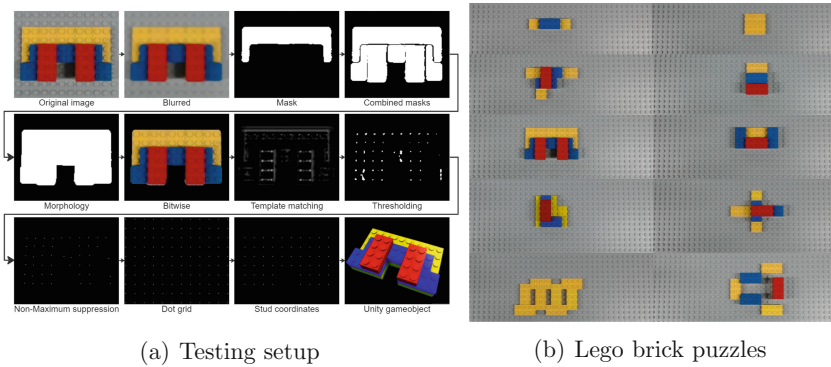 Original image Blurred Mask Combined masks
Morphology Bitwise Template matching Thresholding
Non-Maximum suppression Dot grid Stud coordinates Unity gameobject
(a) Testing setup (b) Lego brick puzzles